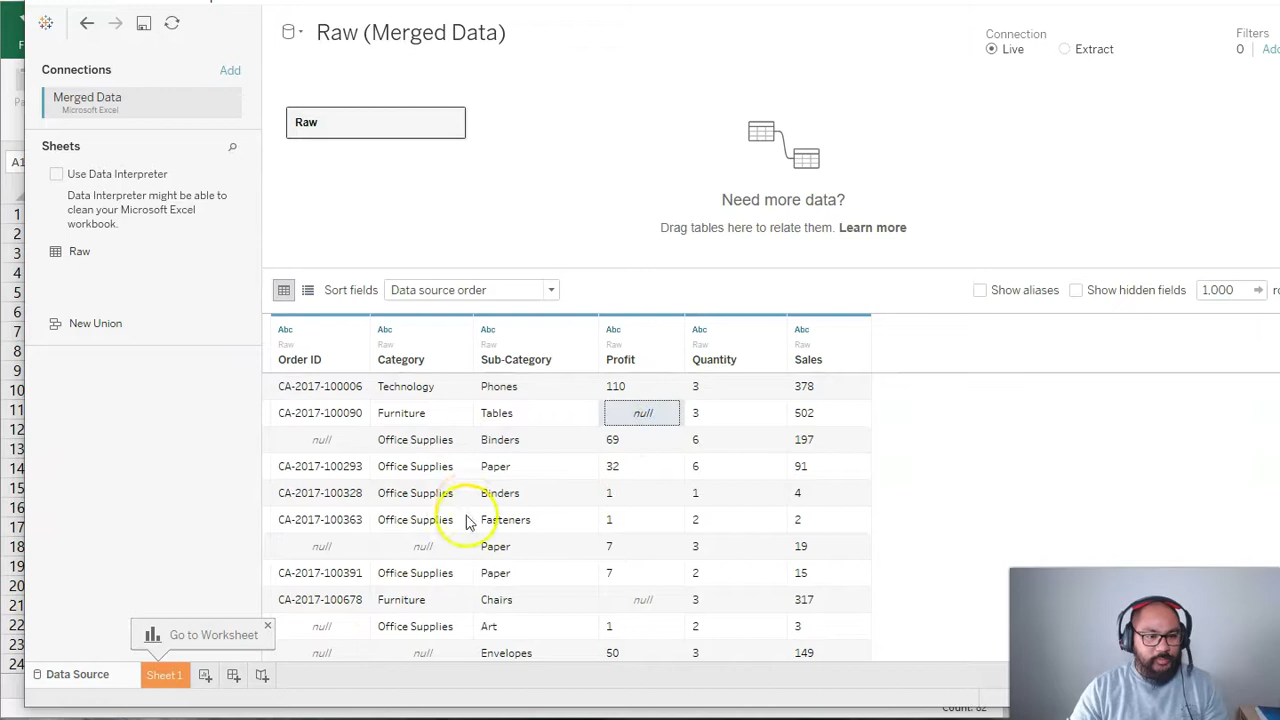 Raw (Merged Data)
Connection
Live
Extract
Filters
0
Connections
Add
Merged Data
Microsoft Excel
Raw
Sheets
Use Data Interpreter
Data Interpreter might be able to
clean your Microsoft Excel
workbook.
Raw
New Union
Need more data?
Drag tables here to relate them. Learn more
Sort fields
Data source order
Show aliases
Show hidden fields
1,000
Abc Abc Abc Abc Abc Abc
Raw Raw Raw Raw Raw Raw
Order ID Category Sub-Category Profit Quantity Sales
CA-2017-100006 Technology Phones 110 3 378
CA-2017-100090 Furniture Tables null 3 502
null Office Supplies Binders 69 6 197
CA-2017-100293 Office Supplies Paper 32 6 91
CA-2017-100328 Office Supplies Binders 1 1 4
CA-2017-100363 Office Supplies Fasteners 1 2 2
null null Paper 7 3 19
CA-2017-100391 Office Supplies Paper 7 2 15
CA-2017-100678 Furniture Chairs null 3 317
null Office Supplies Art 1 2 3
null null Envelopes 50 3 149
Go to Worksheet
Data Source
Sheet 1
A1
1
2
3
4
5
6
7
8
9
10
11
12
13
14
15
16
17
18
19
20
21
22
23
24